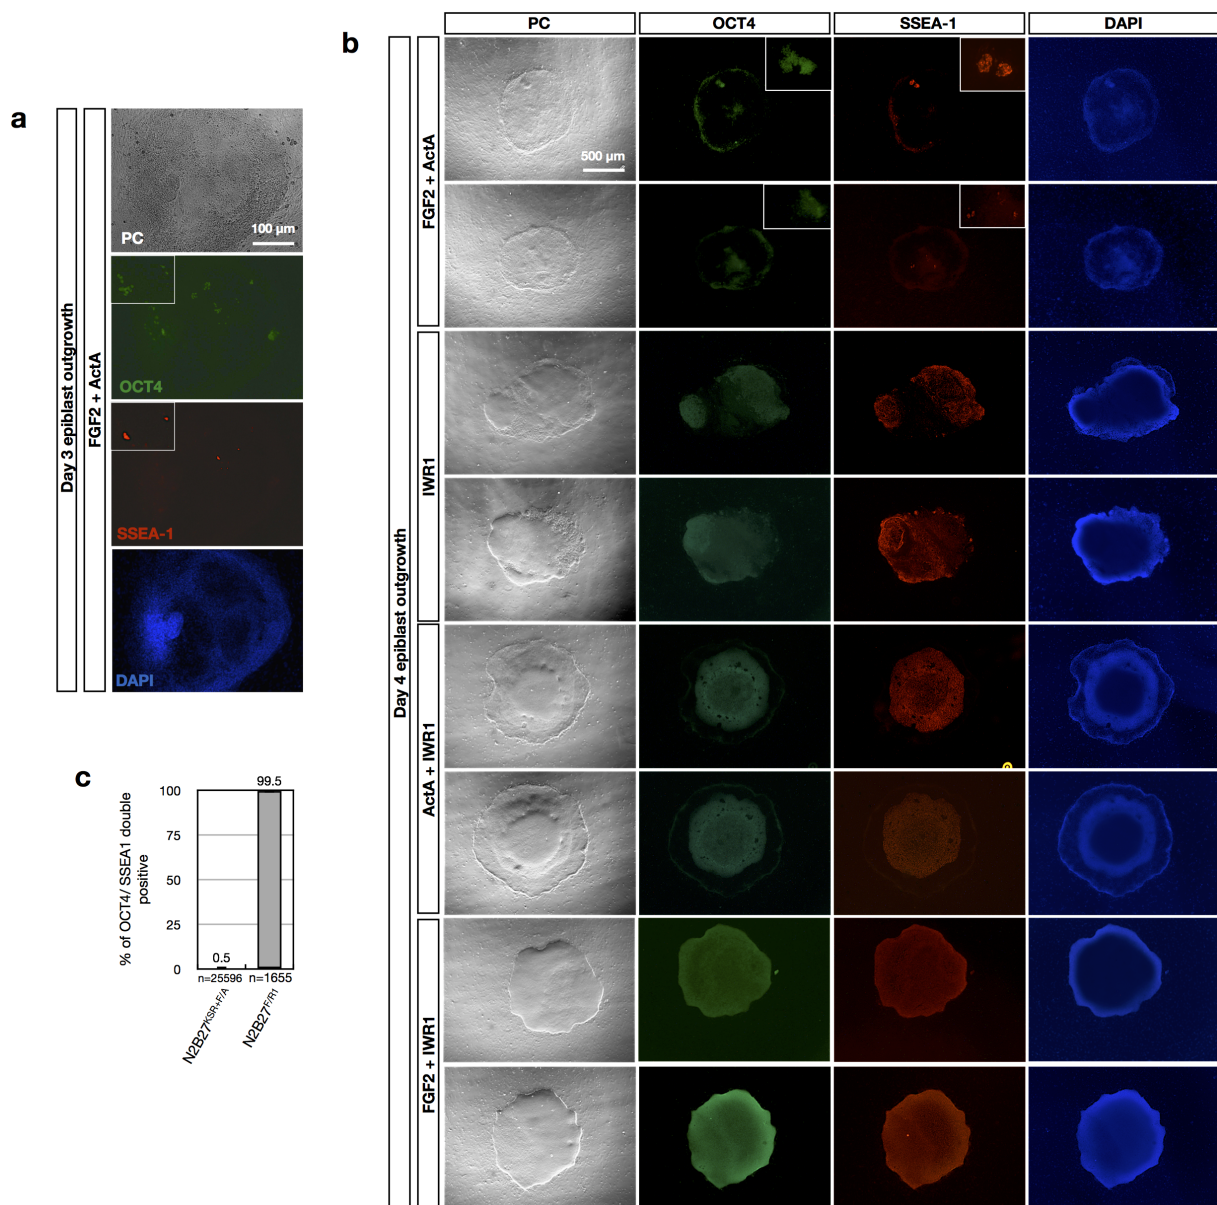 a
Day 3 epiblast outgrowth
FGF2 + ActA
PC
100 µm
OCT4
SSEA-1
DAPI
b
PC
OCT4
SSEA-1
DAPI
Day 4 epiblast outgrowth
FGF2 + ActA
500 µm
IWR1
ActA + IWR1
FGF2 + IWR1
c
% of OCT4/ SSEA1 double
positive
100
75
50
25
0
0.5
99.5
n=25596
n=1655
N2B27KSR+F/A
N2B27F/R1